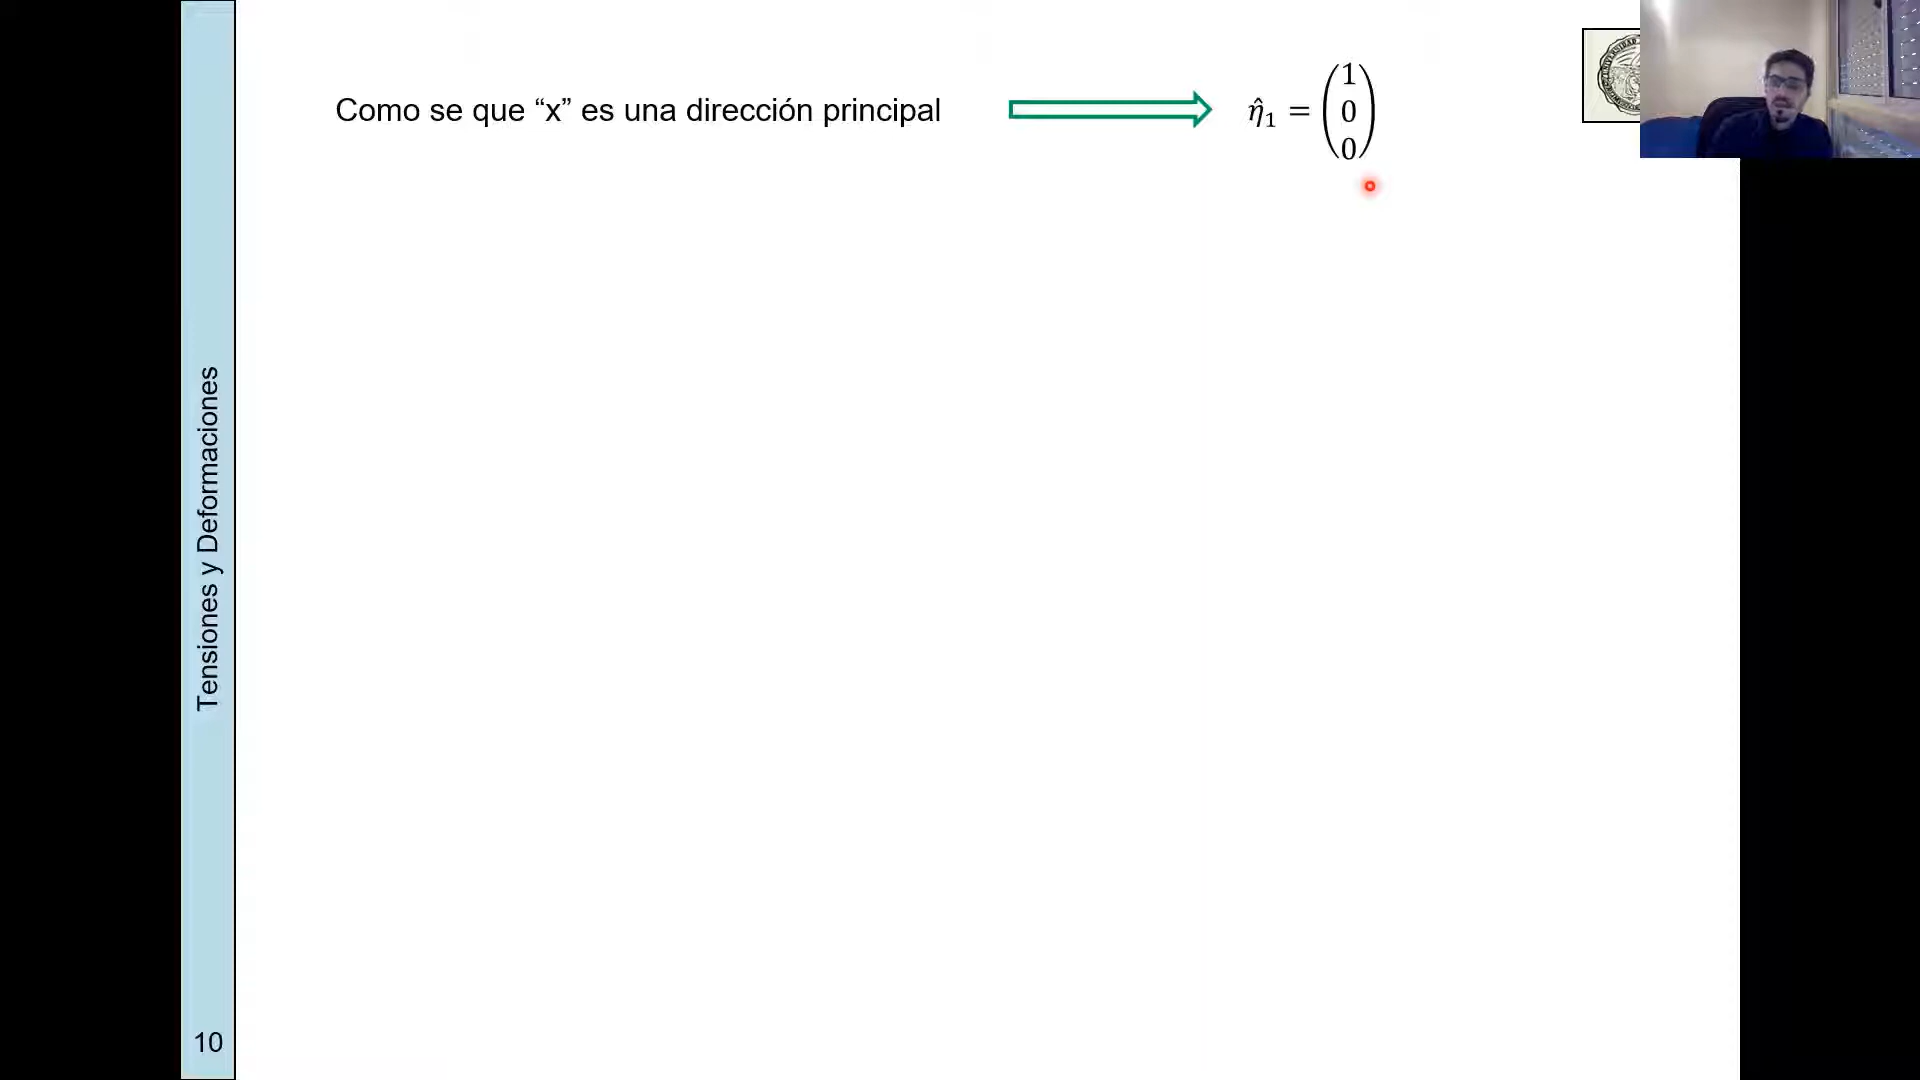 Como se que “x” es una dirección principal
η̂₁ = (1 0 0)
Tensiones y Deformaciones
10